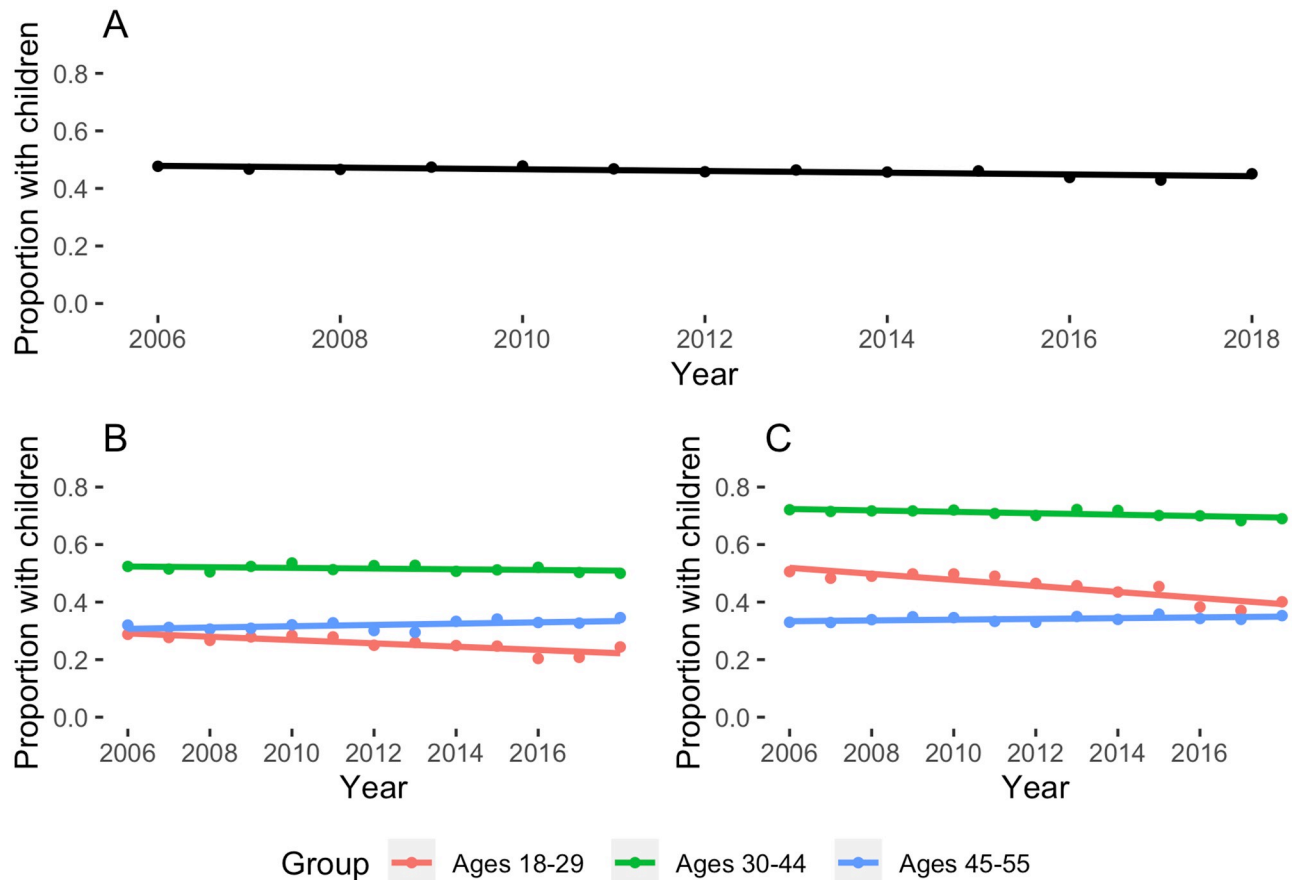 A
Proportion with children
0.8
0.6
0.4
0.2
0.0
2006 2008 2010 2012 2014 2016 2018
Year
B
Proportion with children
0.8
0.6
0.4
0.2
0.0
2006 2008 2010 2012 2014 2016
Year
C
Proportion with children
0.8
0.6
0.4
0.2
0.0
2006 2008 2010 2012 2014 2016
Year
Group Ages 18-29 Ages 30-44 Ages 45-55